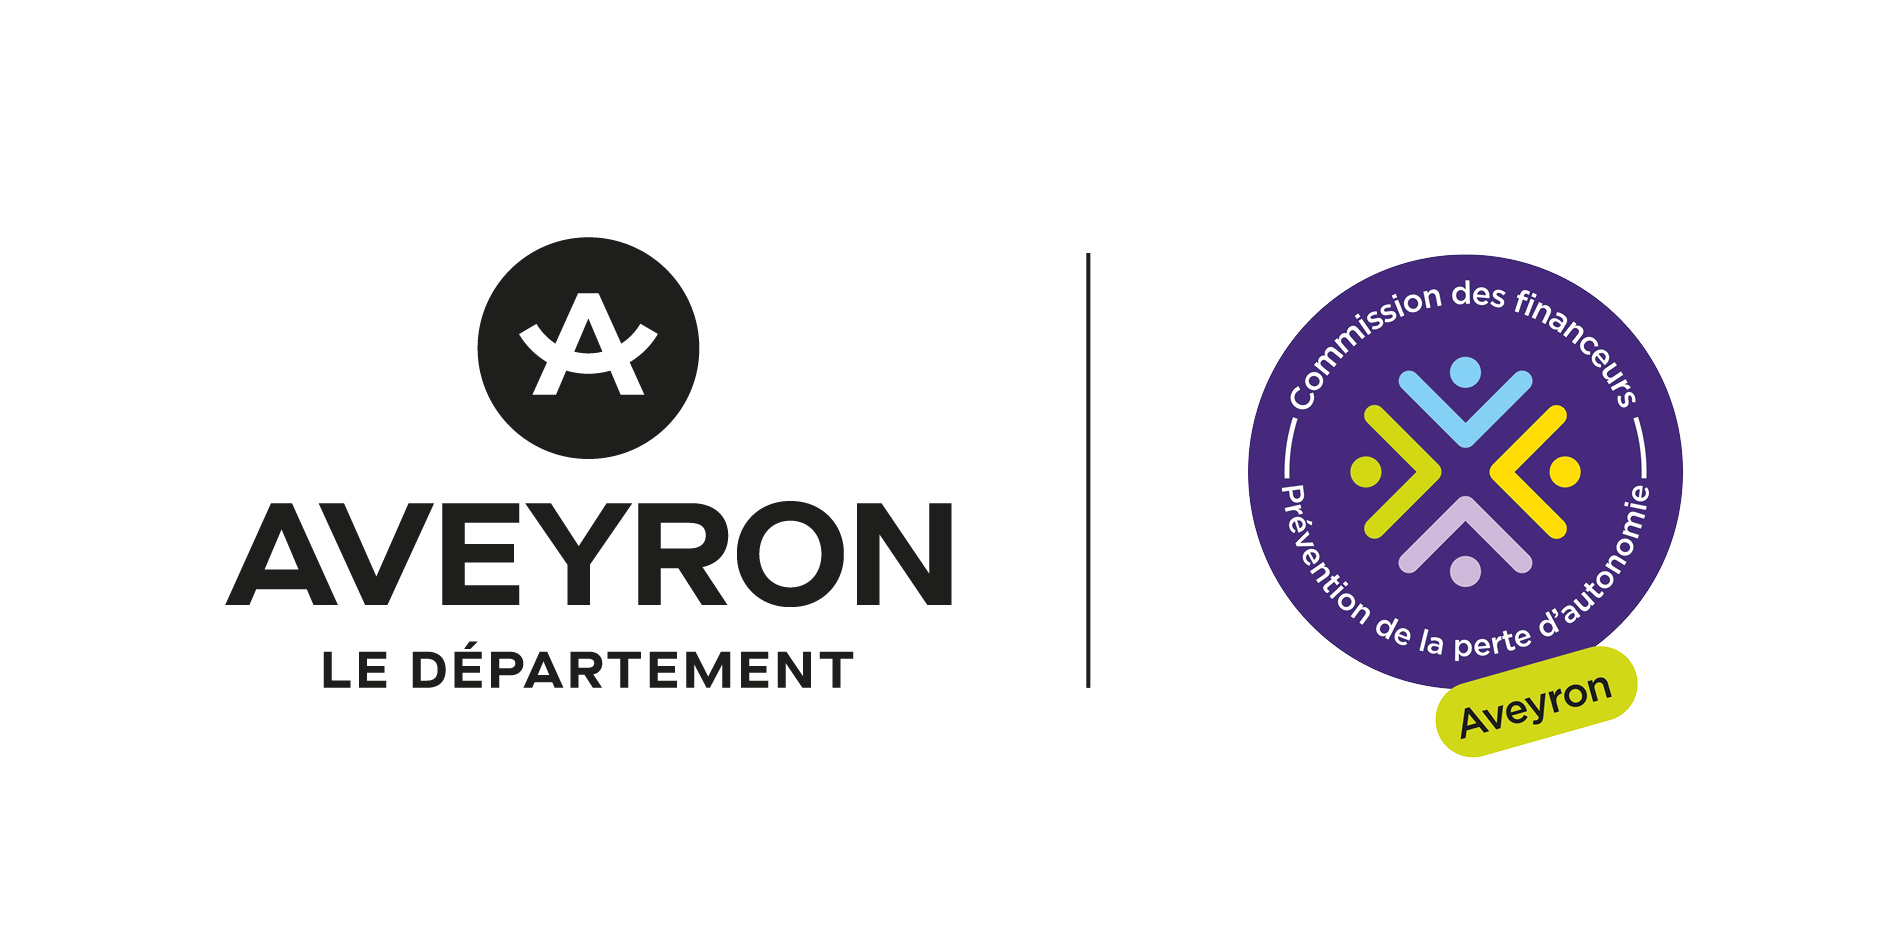 A
AVEYRON
LE DÉPARTEMENT
Commission des financeurs
Prévention de la perte d'autonomie
Aveyron